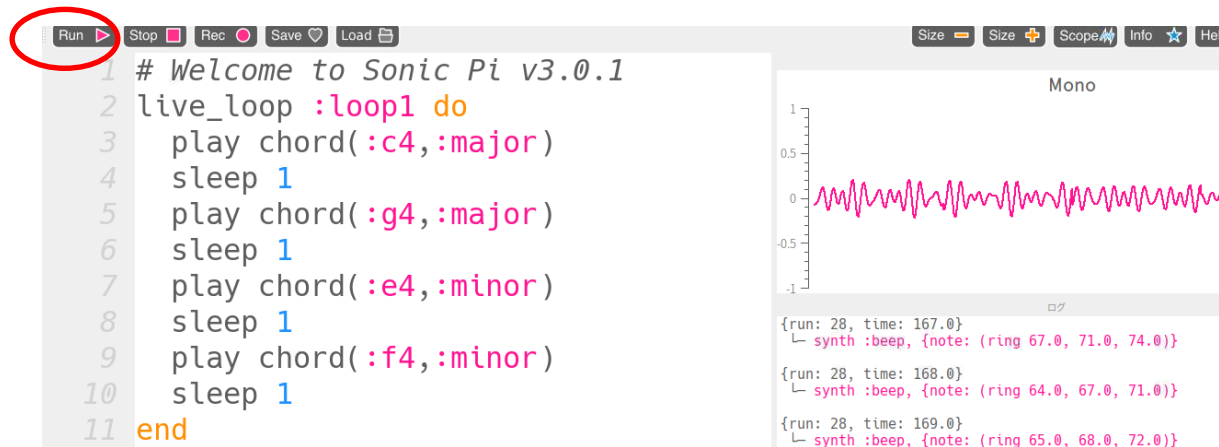 Run Stop Rec Save Load Size Size Scope Info Hel
1 # Welcome to Sonic Pi v3.0.1
2 live_loop :loop1 do
3 play chord(:c4,:major)
4 sleep 1
5 play chord(:g4,:major)
6 sleep 1
7 play chord(:e4,:minor)
8 sleep 1
9 play chord(:f4,:minor)
10 sleep 1
11 end
Mono
1
0.5
0
-0.5
-1
ログ
{run: 28, time: 167.0}
└─ synth :beep, {note: (ring 67.0, 71.0, 74.0)}
{run: 28, time: 168.0}
└─ synth :beep, {note: (ring 64.0, 67.0, 71.0)}
{run: 28, time: 169.0}
└─ synth :beep, {note: (ring 65.0, 68.0, 72.0)}